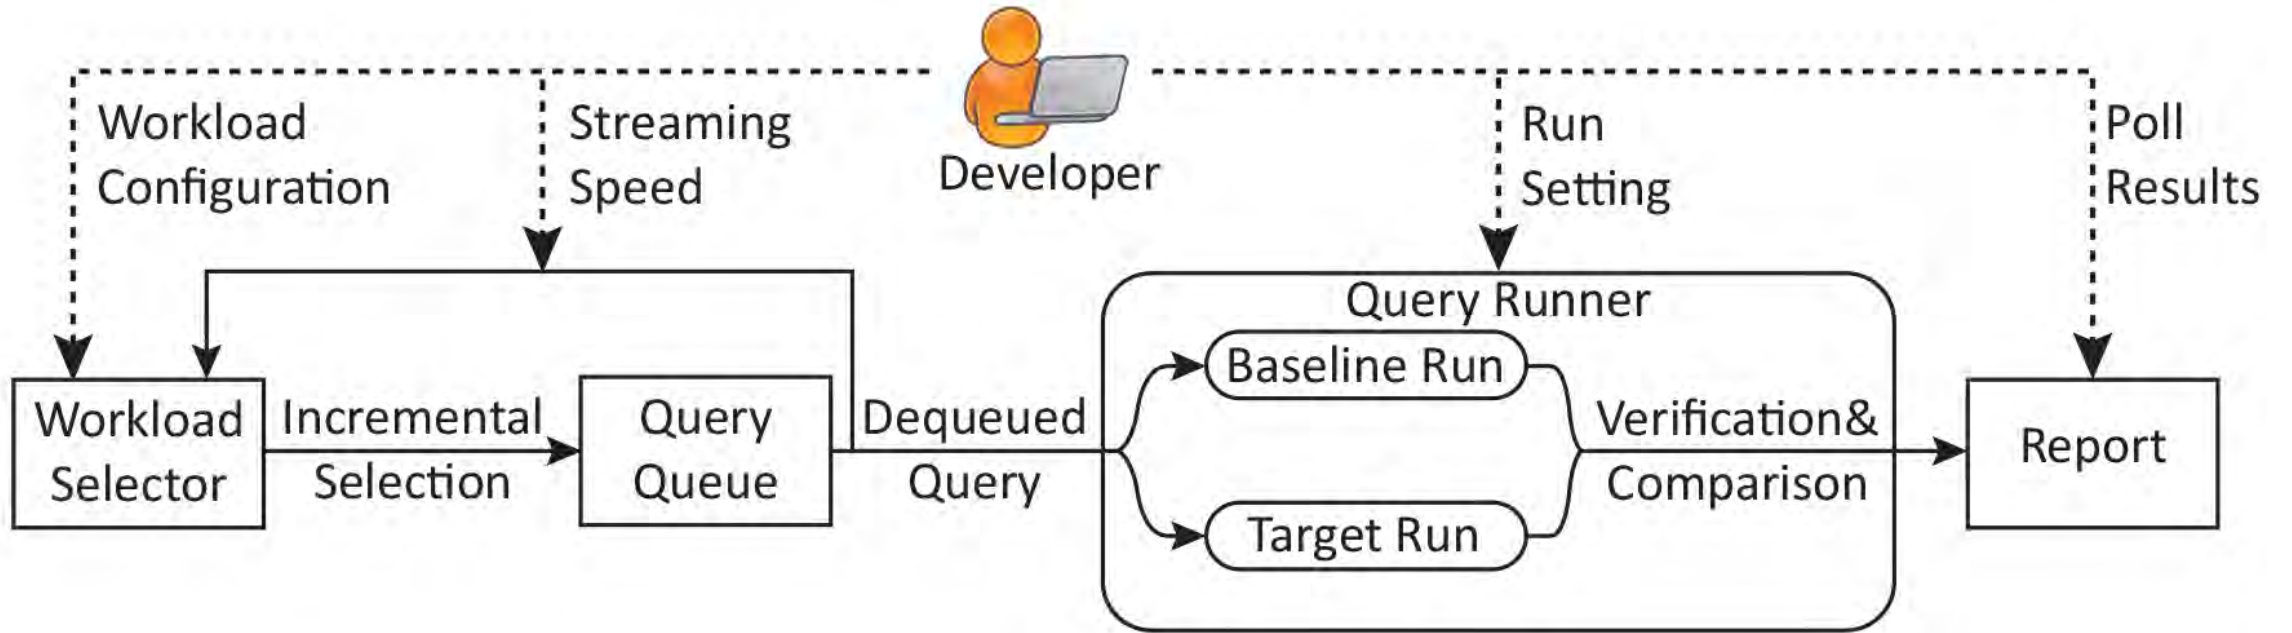 Workload
Configuration
Streaming
Speed
Developer
Run
Setting
Poll
Results
Workload
Selector
Incremental
Selection
Query
Queue
Dequeued
Query
Query Runner
Baseline Run
Target Run
Verification&
Comparison
Report